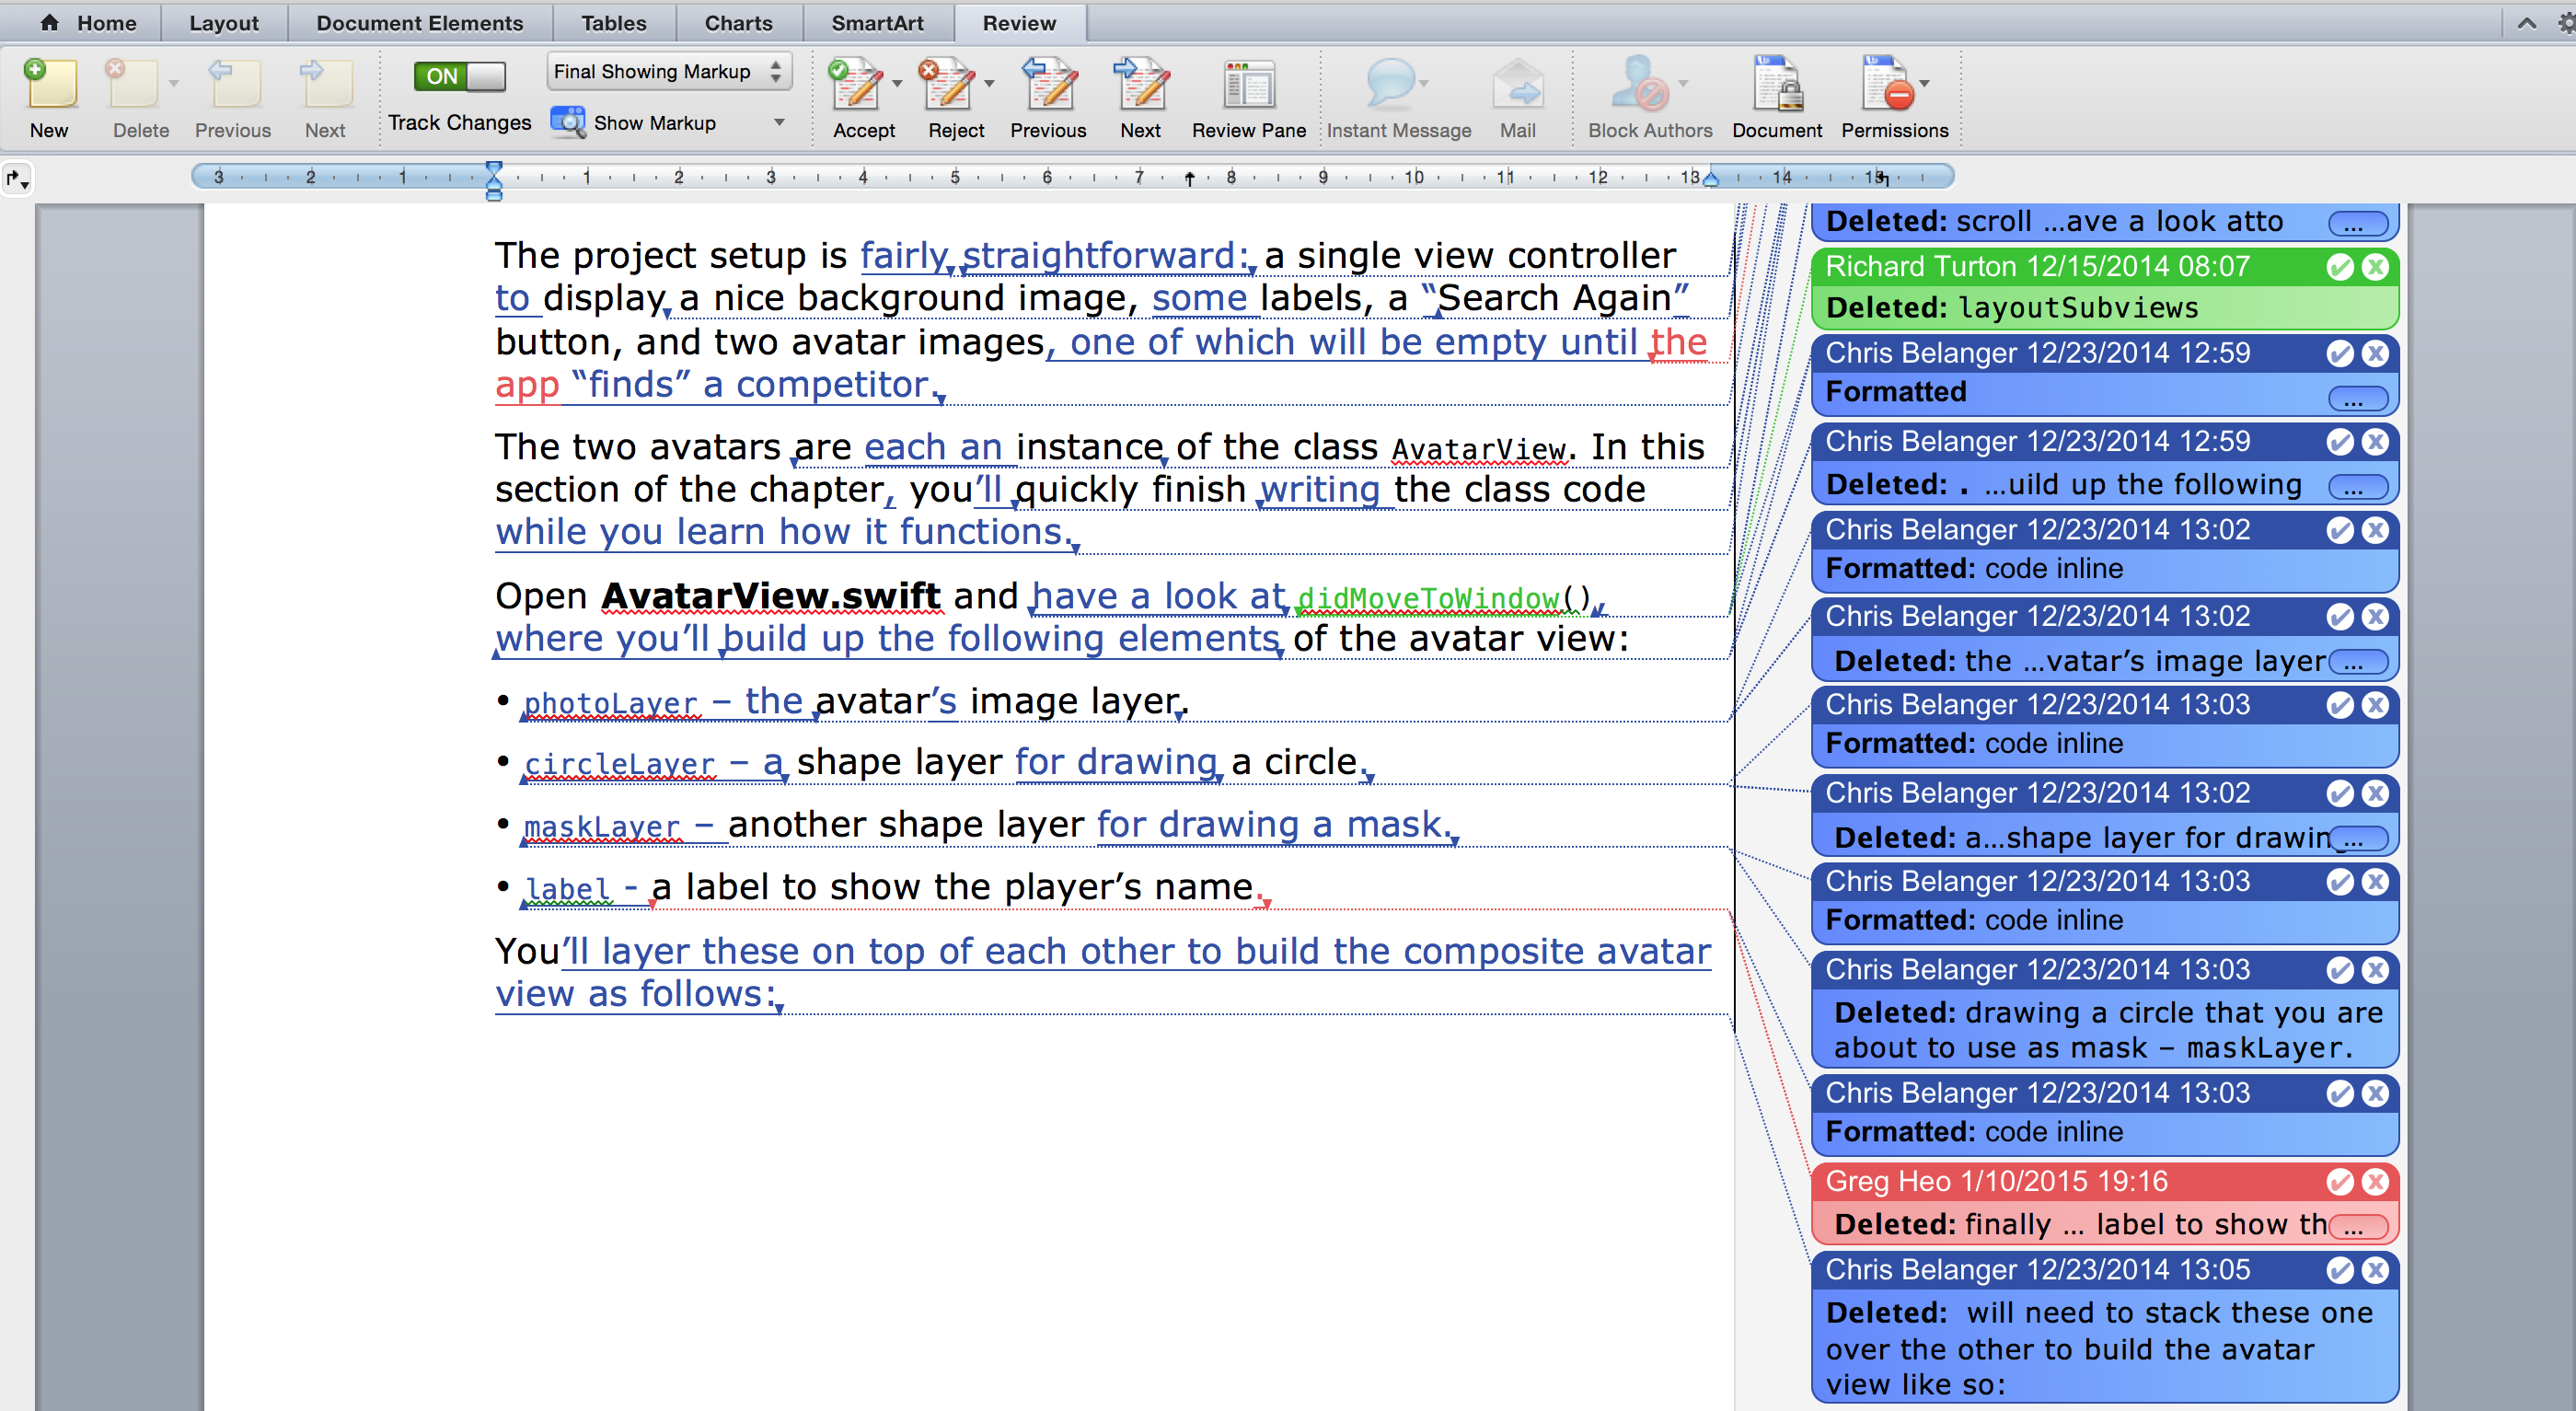 Home Layout Document Elements Tables Charts SmartArt Review
ON Final Showing Markup
New Delete Previous Next Track Changes Show Markup Accept Reject Previous Next Review Pane Instant Message Mail Block Authors Document Permissions
3 2 1 1 2 3 4 5 6 7 8 9 10 11 12 13 14 15
The project setup is fairly straightforward: a single view controller
to display a nice background image, some labels, a “Search Again”
button, and two avatar images, one of which will be empty until the
app “finds” a competitor.
The two avatars are each an instance of the class AvatarView. In this
section of the chapter, you’ll quickly finish writing the class code
while you learn how it functions.
Open AvatarView.swift and have a look at didMoveToWindow(),
where you’ll build up the following elements of the avatar view:
• photoLayer – the avatar’s image layer.
• circleLayer – a shape layer for drawing a circle.
• maskLayer – another shape layer for drawing a mask.
• label - a label to show the player’s name.
You’ll layer these on top of each other to build the composite avatar
view as follows:
Deleted: scroll ...ave a look atto ...
Richard Turton 12/15/2014 08:07
Deleted: layoutSubviews
Chris Belanger 12/23/2014 12:59
Formatted ...
Chris Belanger 12/23/2014 12:59
Deleted: . ...uild up the following ...
Chris Belanger 12/23/2014 13:02
Formatted: code inline
Chris Belanger 12/23/2014 13:02
Deleted: the ...vatar’s image layer ...
Chris Belanger 12/23/2014 13:03
Formatted: code inline
Chris Belanger 12/23/2014 13:02
Deleted: a...shape layer for drawing ...
Chris Belanger 12/23/2014 13:03
Formatted: code inline
Chris Belanger 12/23/2014 13:03
Deleted: drawing a circle that you are
about to use as mask – maskLayer.
Chris Belanger 12/23/2014 13:03
Formatted: code inline
Greg Heo 1/10/2015 19:16
Deleted: finally ... label to show th ...
Chris Belanger 12/23/2014 13:05
Deleted: will need to stack these one
over the other to build the avatar
view like so: